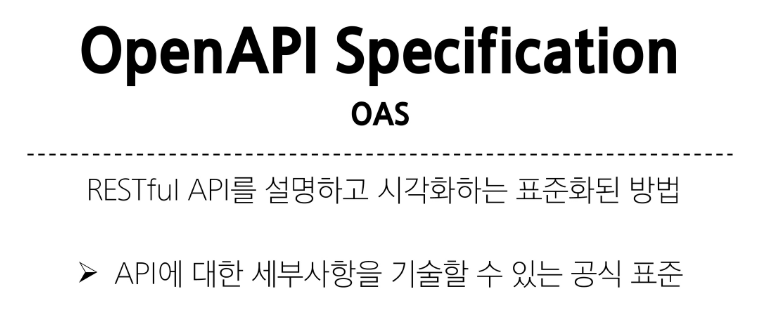 OpenAPI Specification
OAS
RESTful API를 설명하고 시각화하는 표준화된 방법
➢ API에 대한 세부사항을 기술할 수 있는 공식 표준